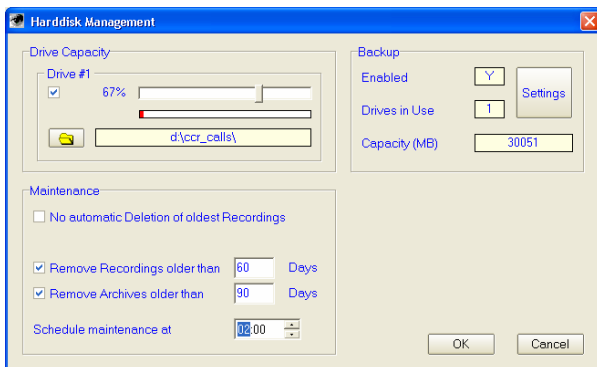 Harddisk Management
Drive Capacity
Drive #1
67%
d:\ccr_calls\
Backup
Enabled Y
Drives in Use 1
Settings
Capacity (MB) 30051
Maintenance
No automatic Deletion of oldest Recordings
Remove Recordings older than 60 Days
Remove Archives older than 90 Days
Schedule maintenance at 02:00
OK Cancel